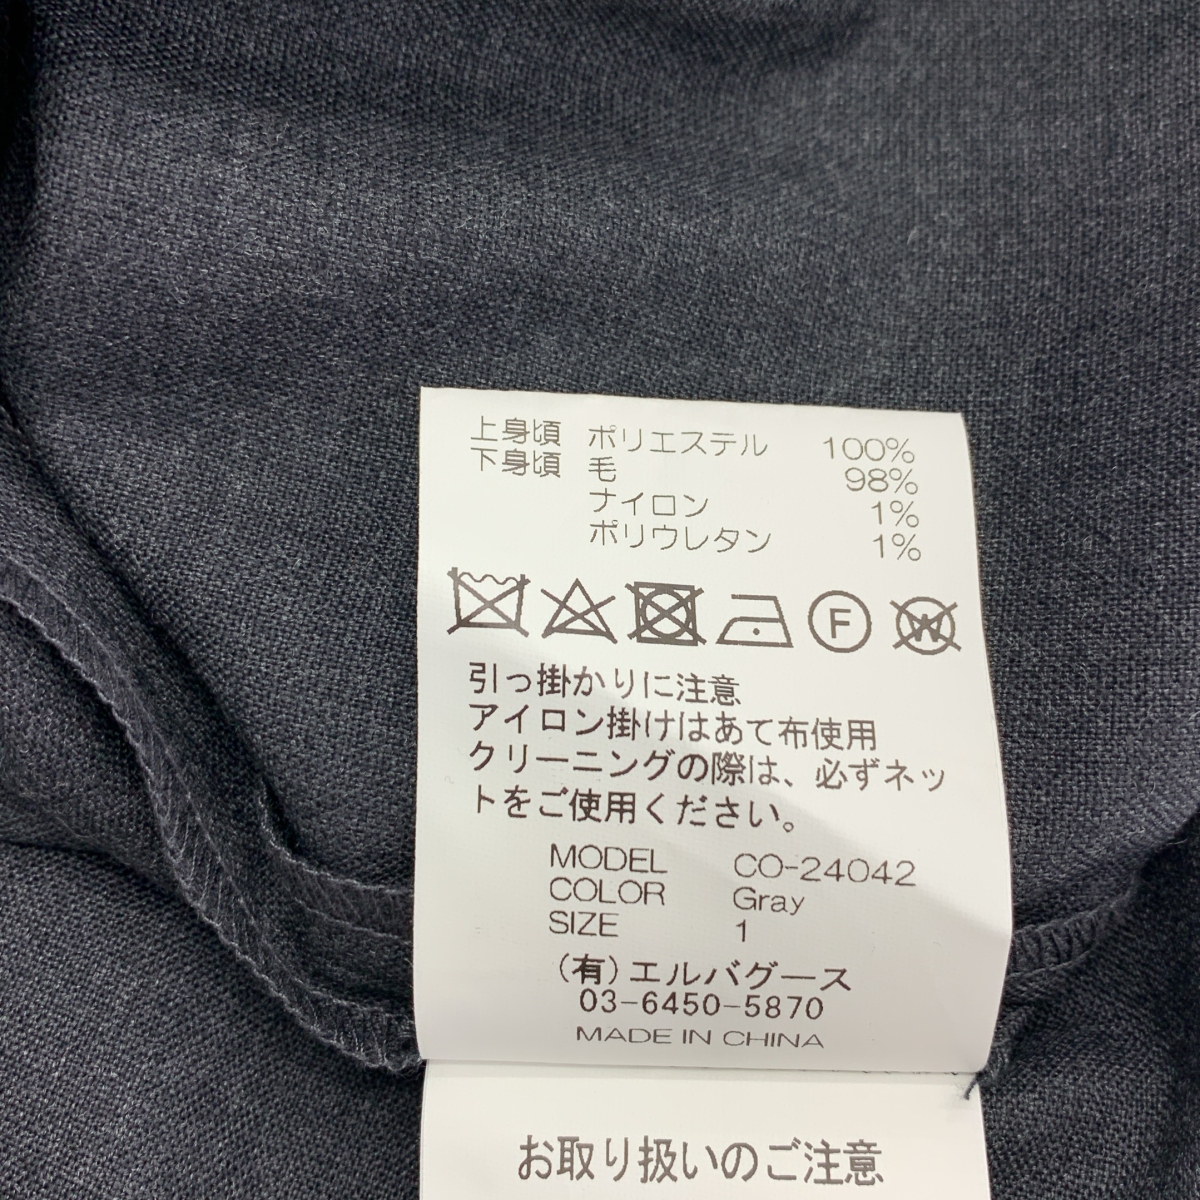 上身頃 ポリエステル 100%
下身頃 毛 98%
ナイロン 1%
ポリウレタン 1%
F W
引っ掛かりに注意
アイロン掛けはあて布使用
クリーニングの際は、必ずネッ
トをご使用ください。
MODEL CO-24042
COLOR Gray
SIZE 1
(有)エルバグース
03-6450-5870
MADE IN CHINA
お取り扱いのご注意